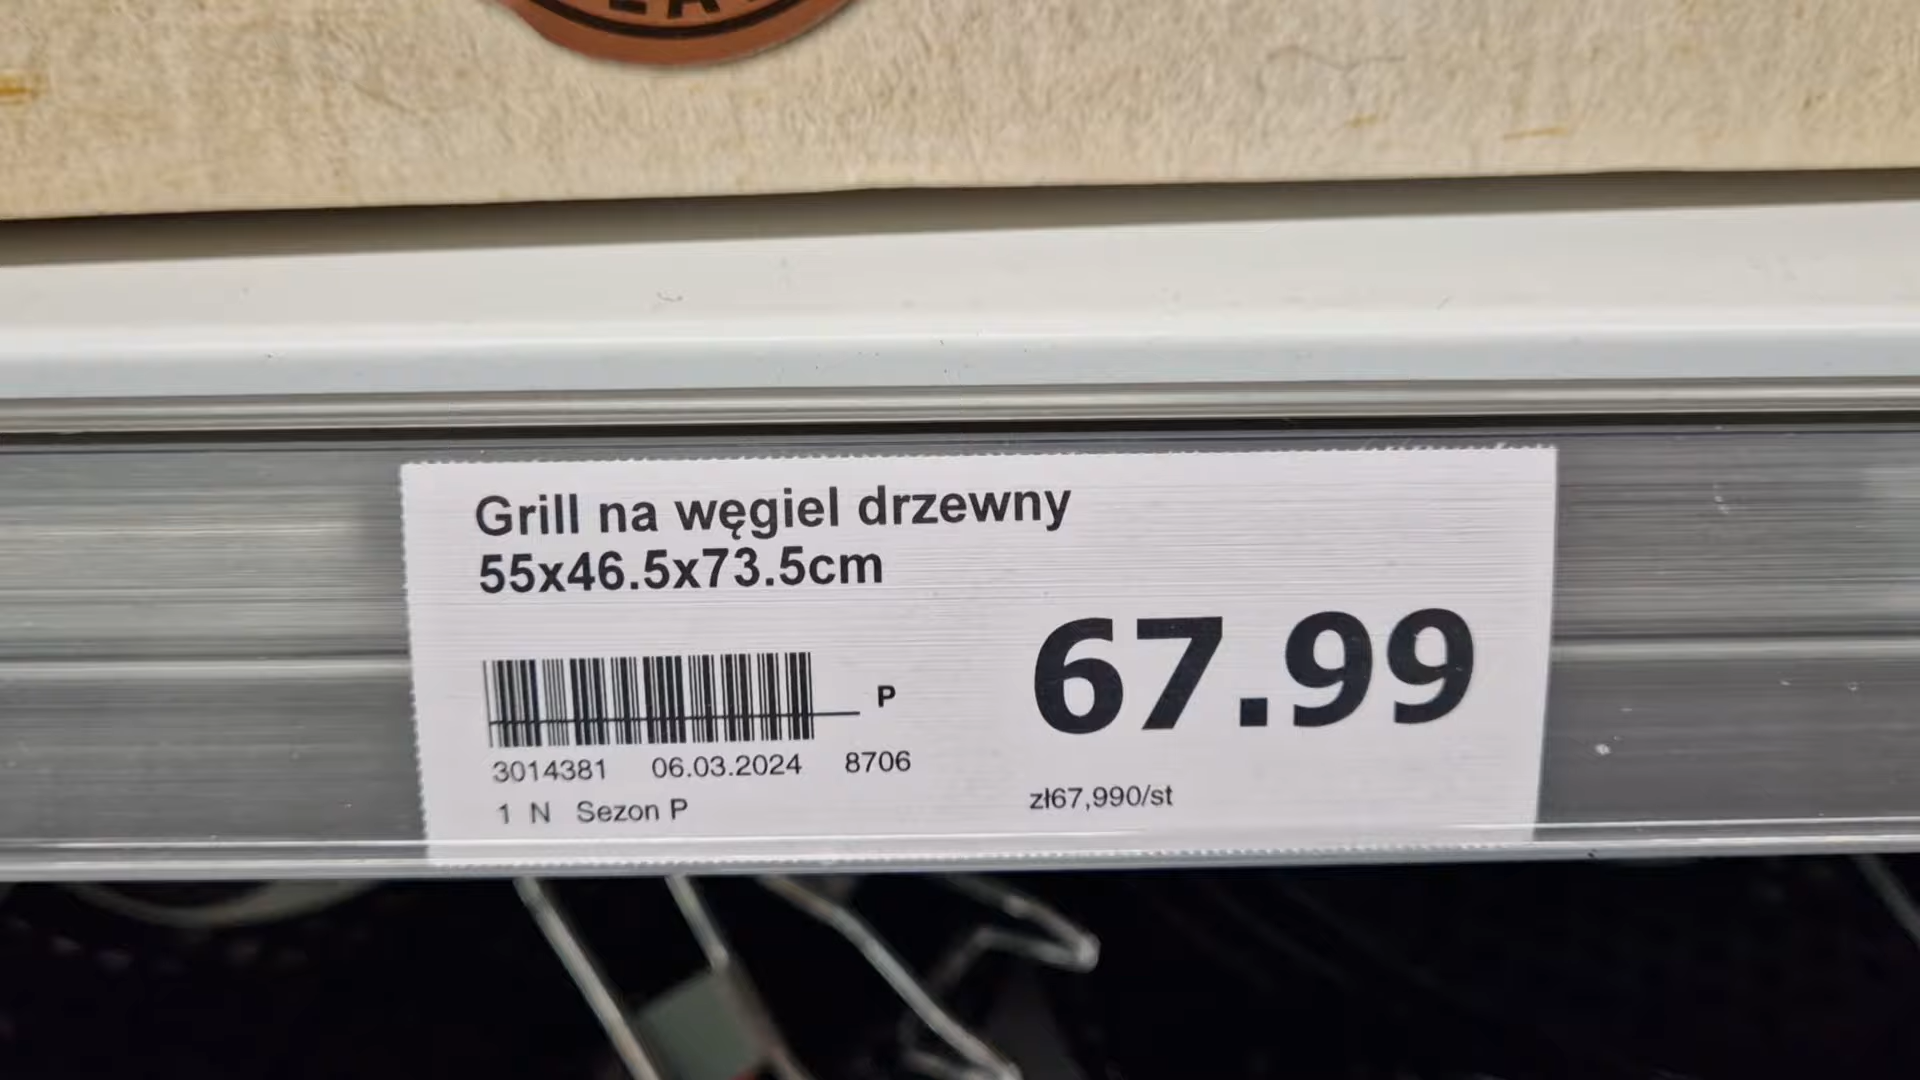 Grill na węgiel drzewny
55x46.5x73.5cm
67.99
P
3014381 06.03.2024 8706
1 N Sezon P
zł67,990/st